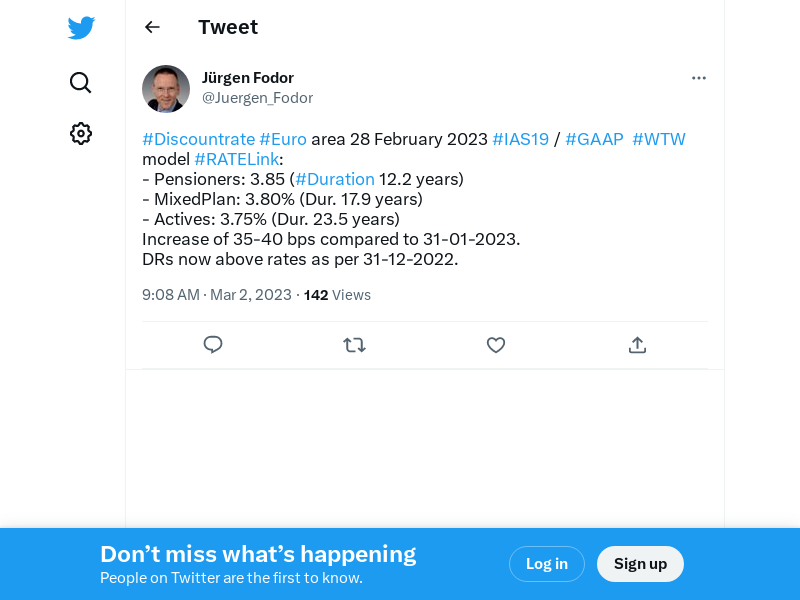 Tweet
Jürgen Fodor
@Juergen_Fodor
#Discountrate #Euro area 28 February 2023 #IAS19 / #GAAP  #WTW
model #RATELink:
- Pensioners: 3.85 (#Duration 12.2 years)
- MixedPlan: 3.80% (Dur. 17.9 years)
- Actives: 3.75% (Dur. 23.5 years)
Increase of 35-40 bps compared to 31-01-2023.
DRs now above rates as per 31-12-2022.
9:08 AM · Mar 2, 2023 · 142 Views
Don’t miss what’s happening
People on Twitter are the first to know.
Log in
Sign up